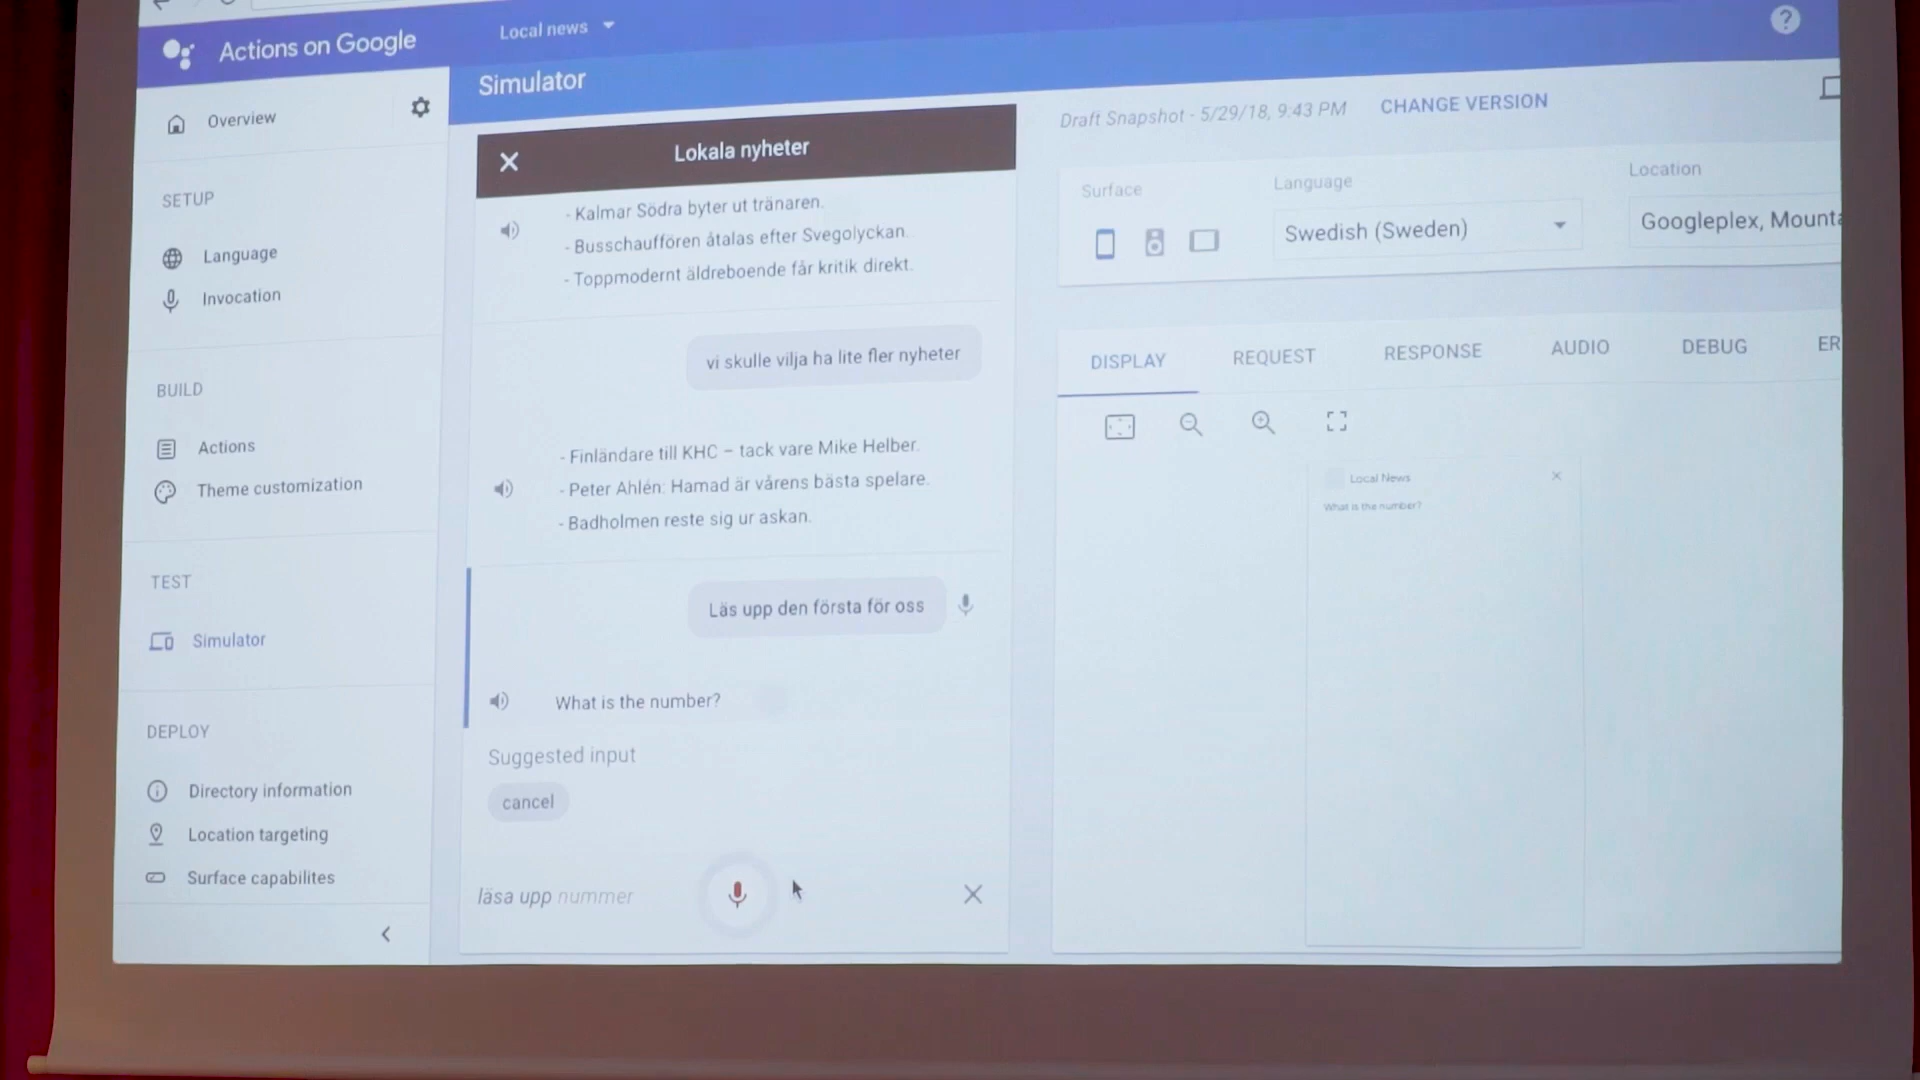 Actions on Google
Local news
Simulator
Overview
SETUP
Language
Invocation
BUILD
Actions
Theme customization
TEST
Simulator
DEPLOY
Directory information
Location targeting
Surface capabilites
Lokala nyheter
- Kalmar Södra byter ut tränaren.
- Busschauffören åtalas efter Svegolyckan.
- Toppmodernt äldreboende får kritik direkt.
vi skulle vilja ha lite fler nyheter
- Finländare till KHC – tack vare Mike Helber.
- Peter Ahlén: Hamad är vårens bästa spelare.
- Badholmen reste sig ur askan.
Läs upp den första för oss
What is the number?
Suggested input
cancel
läsa upp nummer
Draft Snapshot - 5/29/18, 9:43 PM CHANGE VERSION
Surface
Language
Location
Swedish (Sweden)
Googleplex, Mounta
DISPLAY REQUEST RESPONSE AUDIO DEBUG ER
Local News
What is the number?